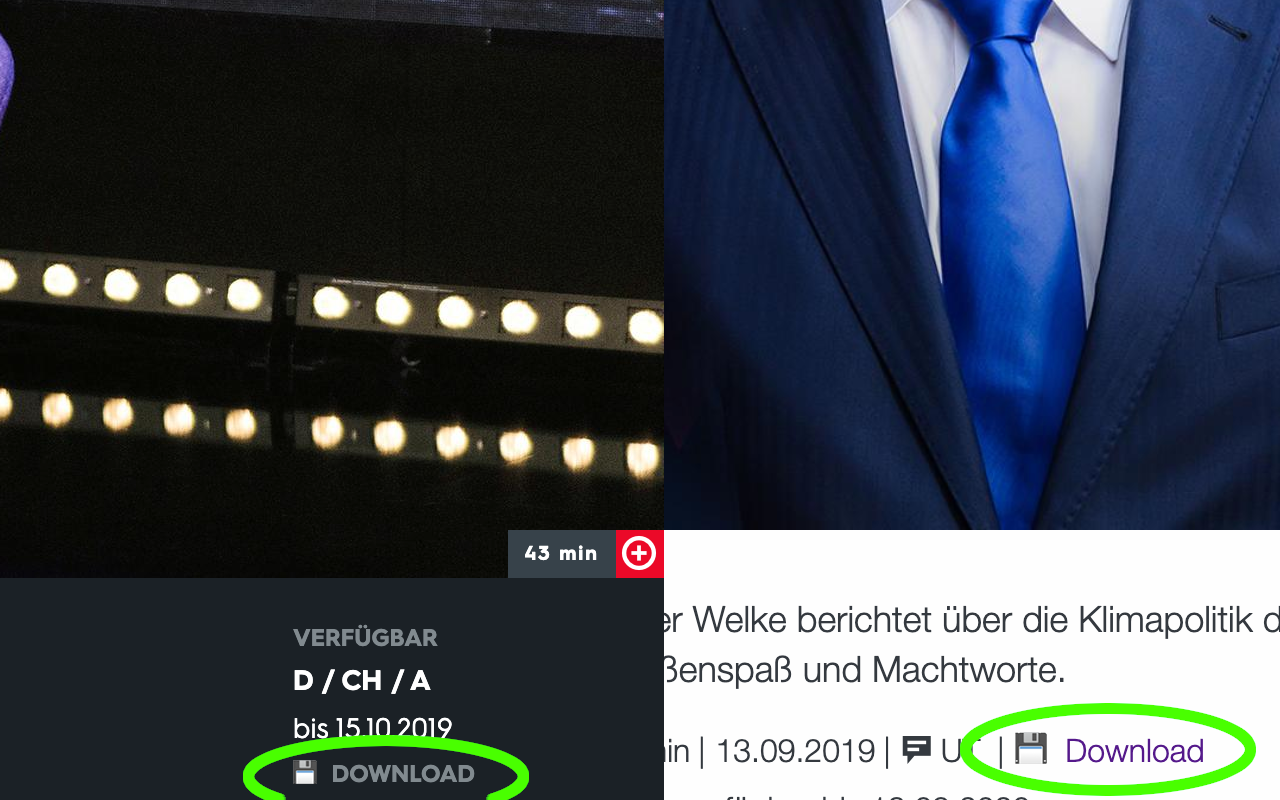 43 min
VERFÜGBAR
D / CH / A
bis 15.10.2019
DOWNLOAD
er Welke berichtet über die Klimapolitik d
ßenspaß und Machtworte.
in | 13.09.2019 | UT | Download